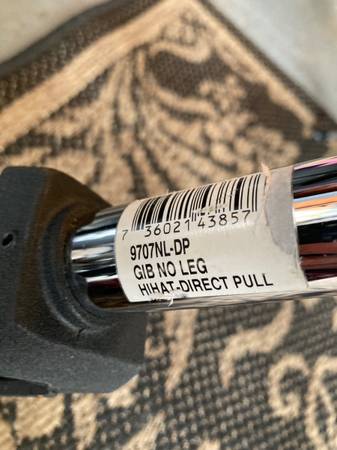 7 36021 43857
9707NL-DP
GIB NO LEG
HIHAT-DIRECT PULL